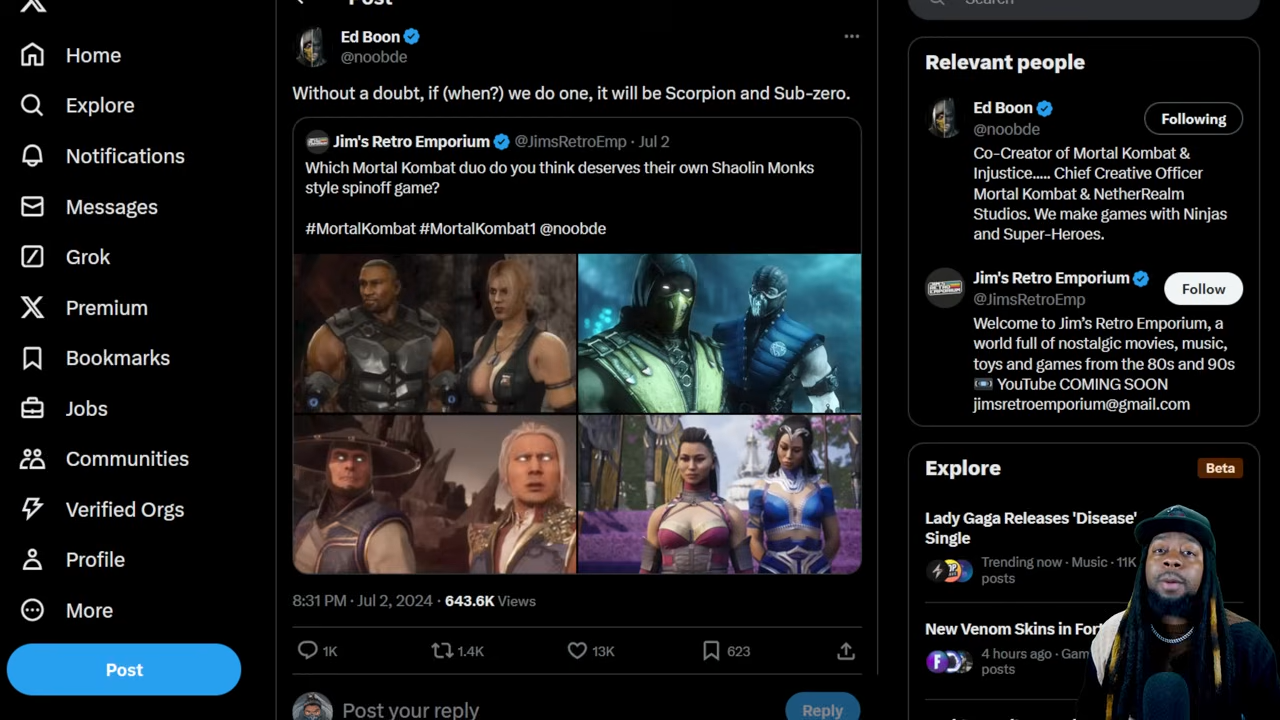 Home
Explore
Notifications
Messages
Grok
Premium
Bookmarks
Jobs
Communities
Verified Orgs
Profile
More
Post
Post
Ed Boon
@noobde
Without a doubt, if (when?) we do one, it will be Scorpion and Sub-zero.
Jim's Retro Emporium @JimsRetroEmp · Jul 2
Which Mortal Kombat duo do you think deserves their own Shaolin Monks
style spinoff game?
#MortalKombat #MortalKombat1 @noobde
8:31 PM · Jul 2, 2024 · 643.6K Views
1K
1.4K
13K
623
Post your reply
Reply
Search
Relevant people
Ed Boon
@noobde
Following
Co-Creator of Mortal Kombat &
Injustice..... Chief Creative Officer
Mortal Kombat & NetherRealm
Studios. We make games with Ninjas
and Super-Heroes.
Jim's Retro Emporium
@JimsRetroEmp
Follow
Welcome to Jim's Retro Emporium, a
world full of nostalgic movies, music,
toys and games from the 80s and 90s
YouTube COMING SOON
jimsretroemporium@gmail.com
Explore
Beta
Lady Gaga Releases 'Disease'
Single
Trending now · Music · 11K
posts
New Venom Skins in Fort
4 hours ago · Gam
posts